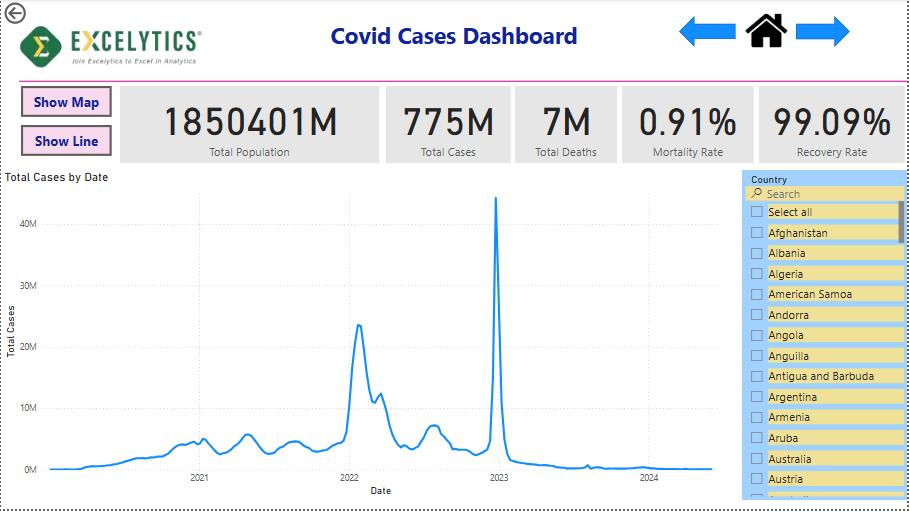 EXCELYTICS®
Join Excelytics to Excel in Analytics
Covid Cases Dashboard
Show Map
Show Line
1850401M
Total Population
775M
Total Cases
7M
Total Deaths
0.91%
Mortality Rate
99.09%
Recovery Rate
Total Cases by Date
Total Cases
40M
30M
20M
10M
0M
2021
2022
2023
2024
Date
Country
Search
Select all
Afghanistan
Albania
Algeria
American Samoa
Andorra
Angola
Anguilla
Antigua and Barbuda
Argentina
Armenia
Aruba
Australia
Austria